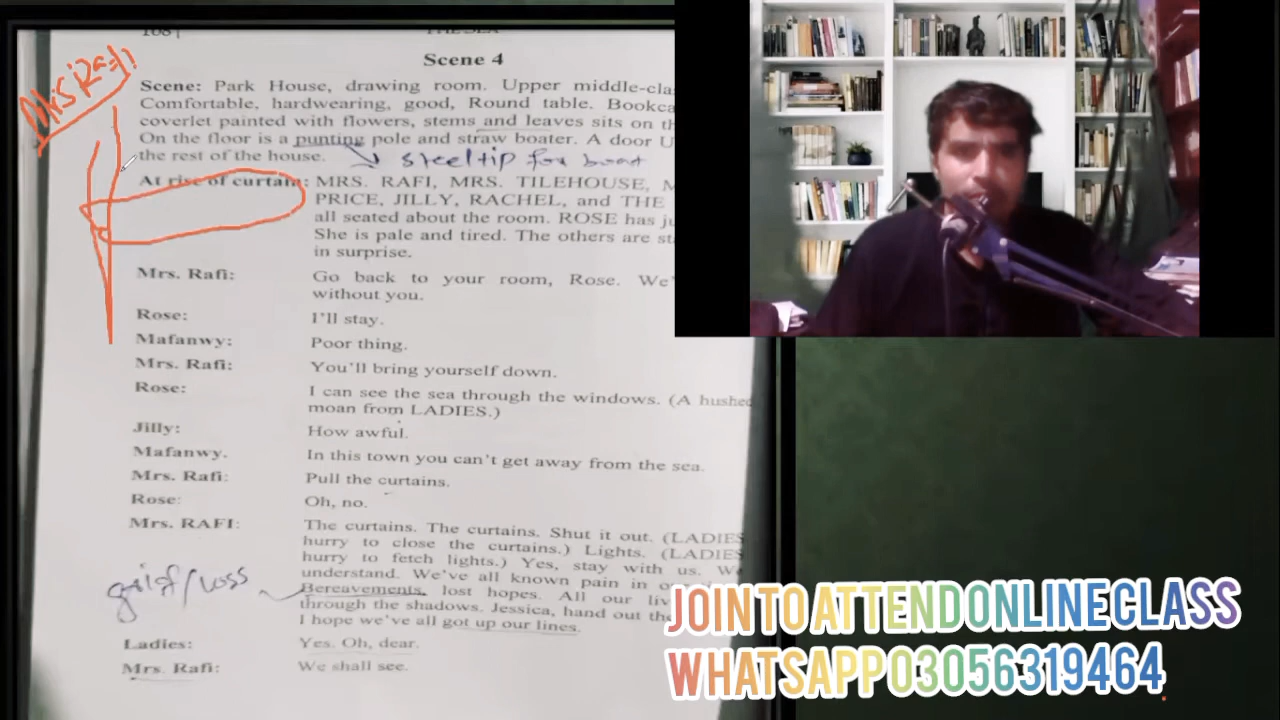 168
THE SEA
Scene 4
Scene: Park House, drawing room. Upper middle-clas
Comfortable, hardwearing, good, Round table. Bookca
coverlet painted with flowers, stems and leaves sits on th
On the floor is a punting pole and straw boater. A door U
the rest of the house.
steel tip for boat
Mrs Rafi
At rise of curtain: MRS. RAFI, MRS. TILEHOUSE, M
PRICE, JILLY, RACHEL, and THE
all seated about the room. ROSE has ju
She is pale and tired. The others are sta
in surprise.
Mrs. Rafi: Go back to your room, Rose. We'
without you.
Rose: I'll stay.
Mafanwy: Poor thing.
Mrs. Rafi: You'll bring yourself down.
Rose: I can see the sea through the windows. (A hushed
moan from LADIES.)
Jilly: How awful.
Mafanwy. In this town you can't get away from the sea.
Mrs. Rafi: Pull the curtains.
Rose: Oh, no.
Mrs. RAFI: The curtains. The curtains. Shut it out. (LADIES
hurry to close the curtains.) Lights. (LADIES
hurry to fetch lights.) Yes, stay with us. We
understand. We've all known pain in o
grief/loss
Bereavements, lost hopes. All our liv
through the shadows. Jessica, hand out the
I hope we've all got up our lines.
Ladies: Yes. Oh, dear.
Mrs. Rafi: We shall see.
JOIN TO ATTEND ONLINE CLASS
WHATSAPP 03056319464